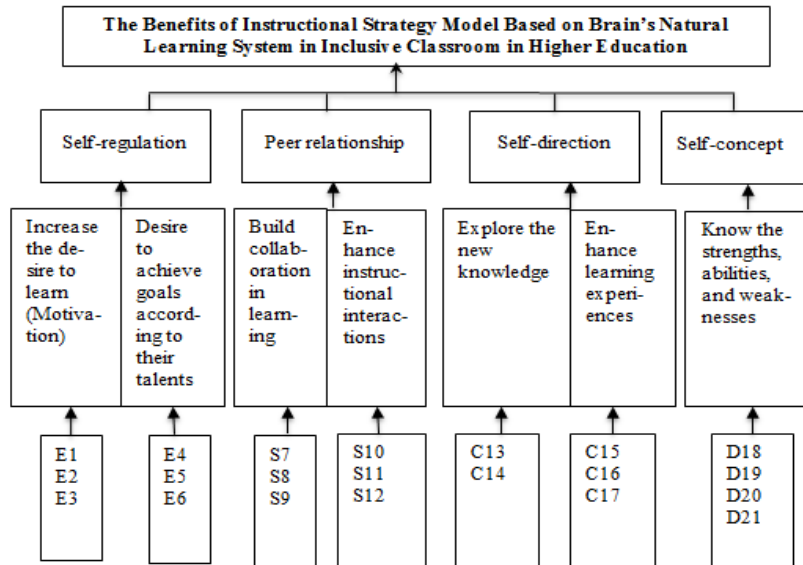 The Benefits of Instructional Strategy Model Based on Brain's Natural
Learning System in Inclusive Classroom in Higher Education
Self-regulation
Peer relationship
Self-direction
Self-concept
Increase
the de-
sire to
learn
(Motiva-
tion)
Desire
to
achieve
goals
accord-
ing to
their
talents
Build
collabo-
ration
in
learn-
ing
En-
hance
instruc-
tional
interac-
tions
Explore the
new
knowledge
En-
hance
learning
experi-
ences
Know the
strengths,
abilities,
and weak-
nesses
E1
E2
E3
E4
E5
E6
S7
S8
S9
S10
S11
S12
C13
C14
C15
C16
C17
D18
D19
D20
D21